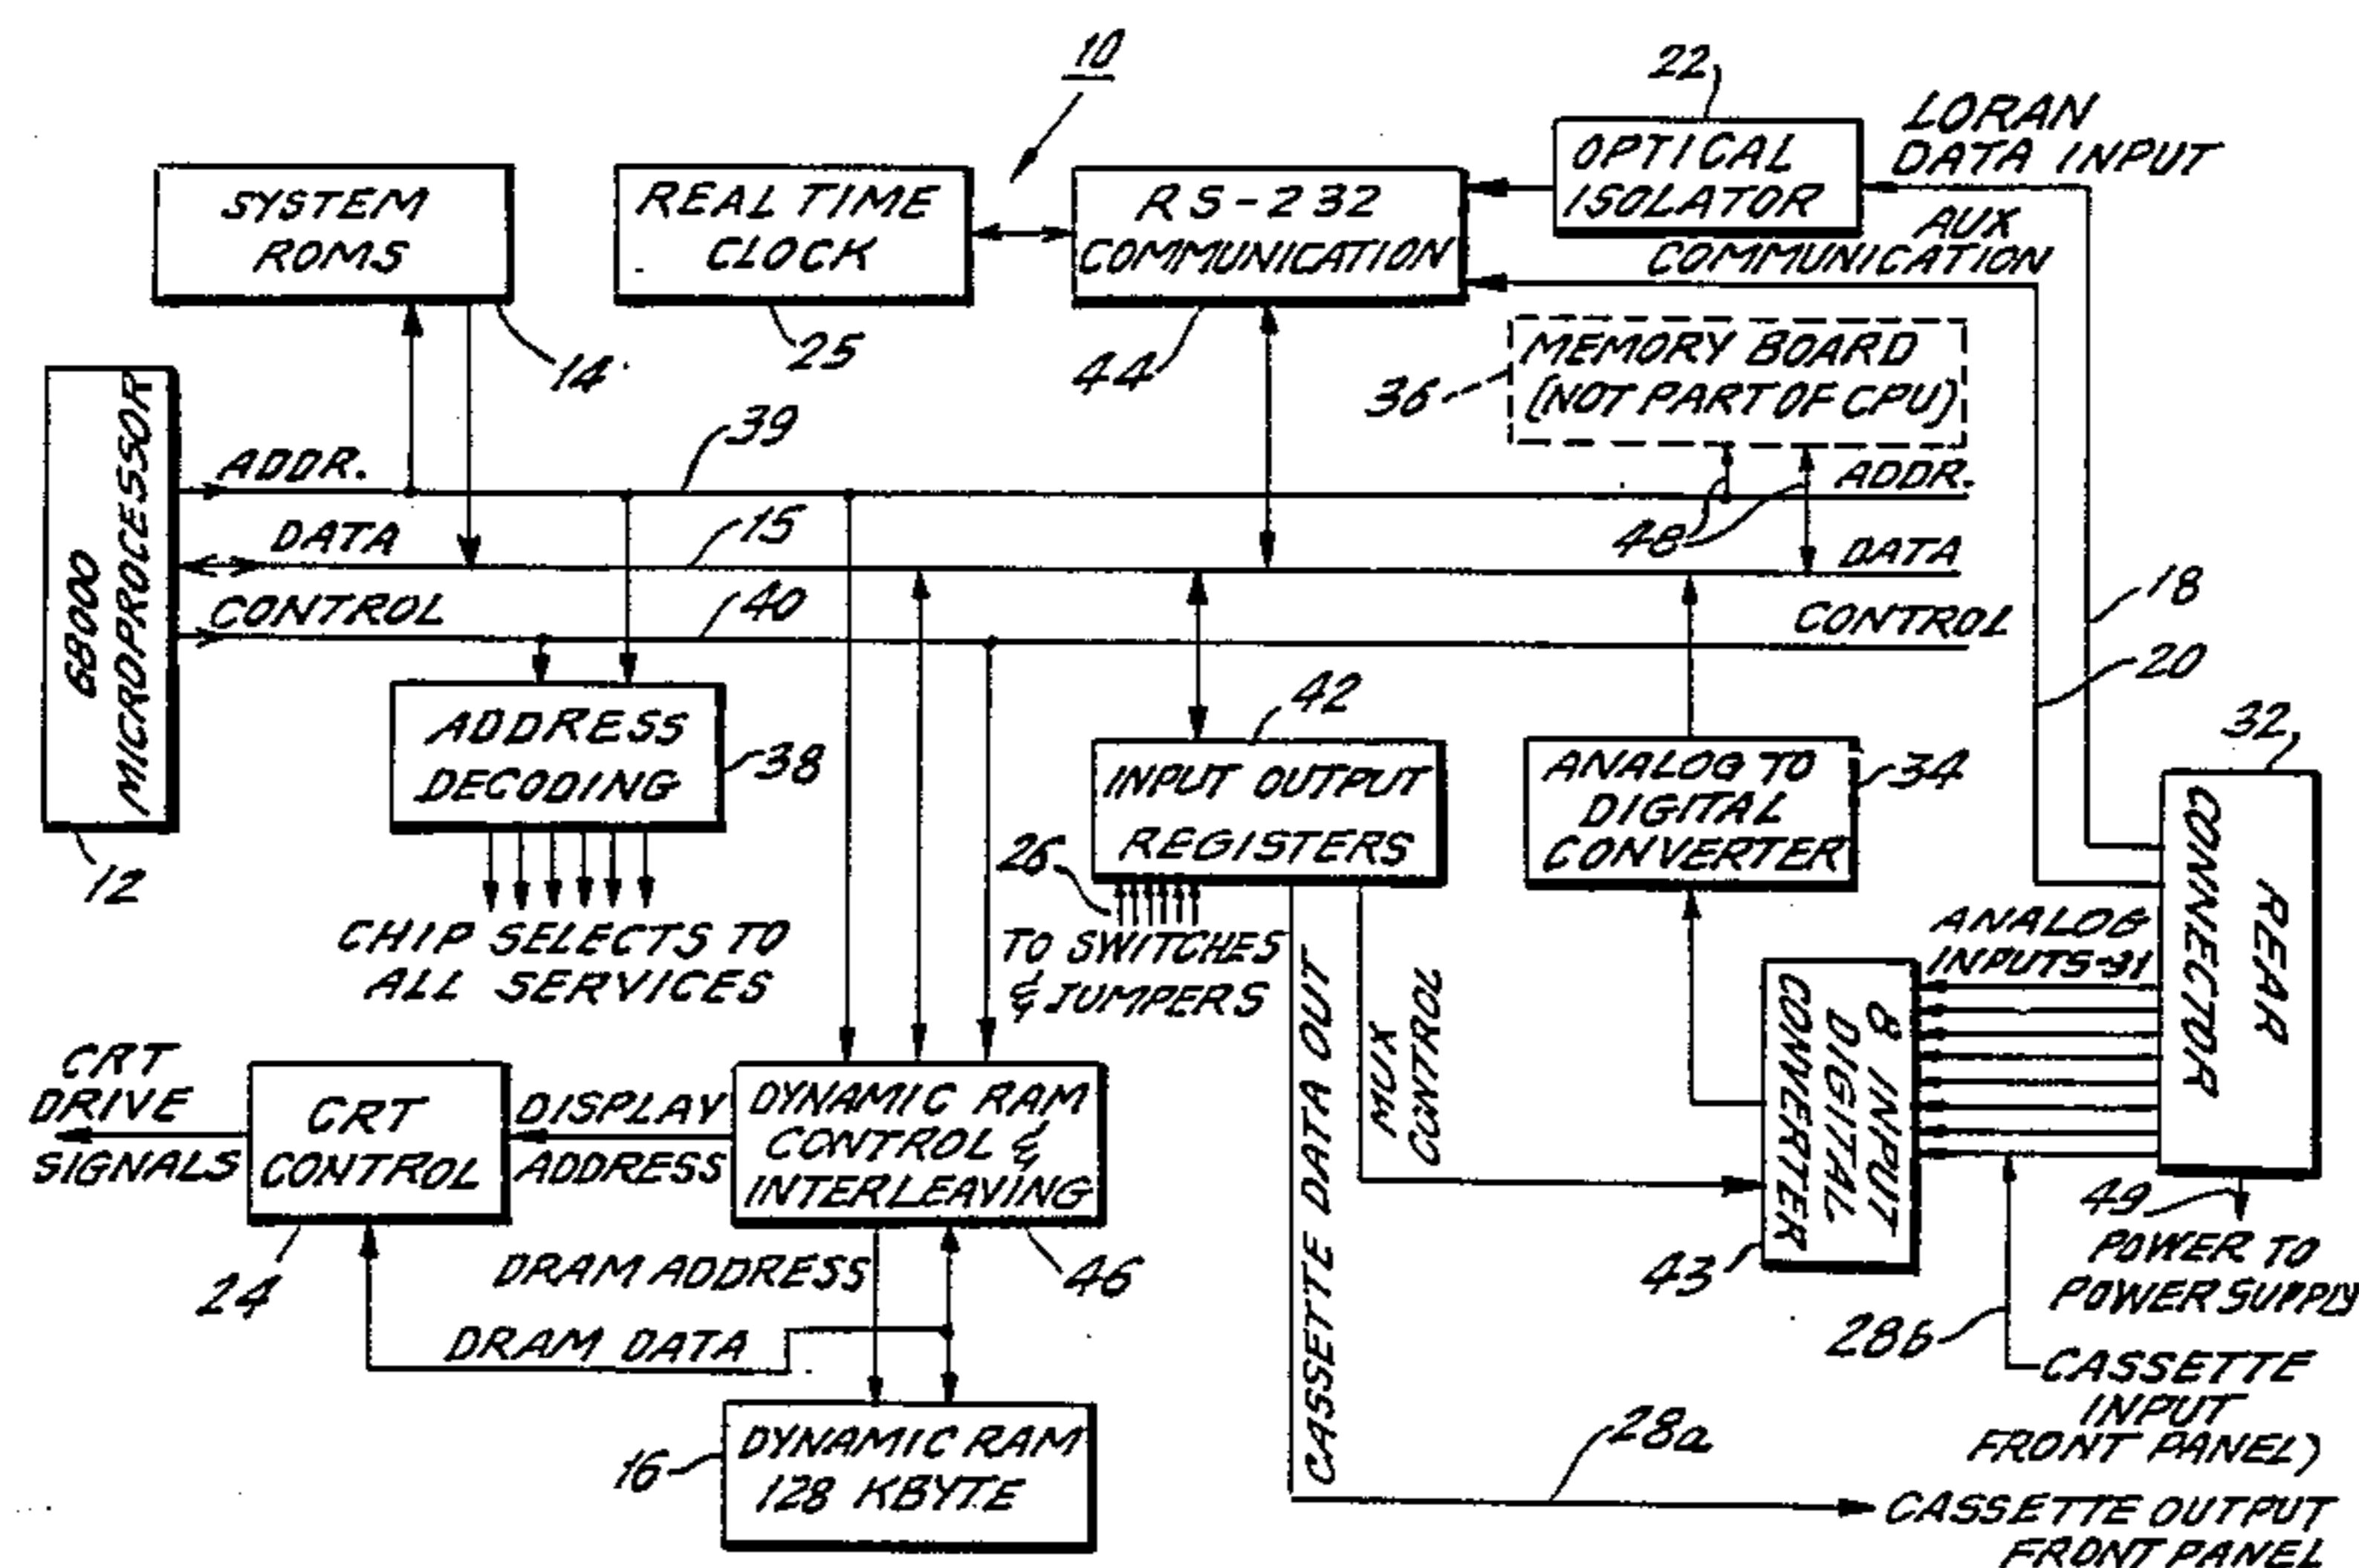 10
22
LORAN
DATA INPUT
OPTICAL
ISOLATOR
SYSTEM
ROMS
REAL TIME
CLOCK
RS-232
COMMUNICATION
AUX
COMMUNICATION
14
25
44
36
MEMORY BOARD
(NOT PART OF CPU)
68000
MICROPROCESSOR
12
ADDR.
39
ADDR.
48
DATA
15
DATA
CONTROL
40
CONTROL
18
20
ADDRESS
DECODING
38
CHIP SELECTS TO
ALL SERVICES
42
INPUT OUTPUT
REGISTERS
26
TO SWITCHES
& JUMPERS
ANALOG TO
DIGITAL
CONVERTER
34
32
REAR
CONNECTOR
ANALOG
INPUTS-31
CASSETTE DATA OUT
MUX
CONTROL
8 INPUT
DIGITAL
CONVERTER
43
CRT
DRIVE
SIGNALS
CRT
CONTROL
24
DISPLAY
ADDRESS
DYNAMIC RAM
CONTROL &
INTERLEAVING
46
DRAM ADDRESS
DRAM DATA
16
DYNAMIC RAM
128 KBYTE
49
POWER TO
POWER SUPPLY
28b
CASSETTE
INPUT
FRONT PANEL)
28a
CASSETTE OUTPUT
FRONT PANEL